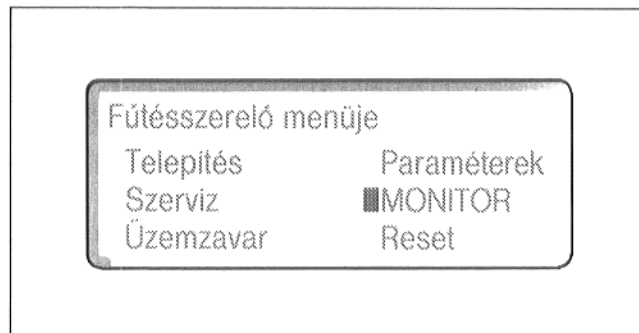 Fűtésszerelő menüje
Telepítés Paraméterek
Szerviz MONITOR
Üzemzavar Reset